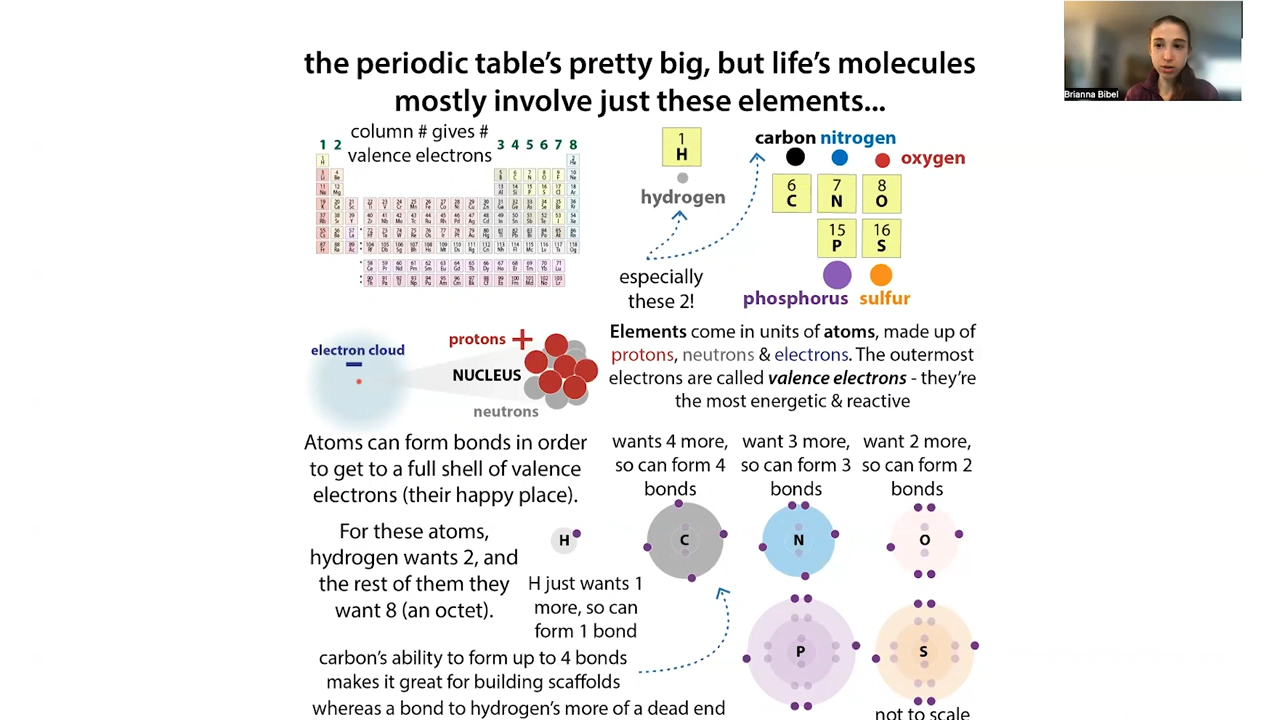 the periodic table's pretty big, but life's molecules
mostly involve just these elements...
Brianna Bibel
column # gives #
valence electrons
1 2 3 4 5 6 7 8
1
H
hydrogen
especially
these 2!
carbon nitrogen
oxygen
6 7 8
C N O
15 16
P S
phosphorus sulfur
electron cloud
protons +
NUCLEUS
neutrons
Elements come in units of atoms, made up of
protons, neutrons & electrons. The outermost
electrons are called valence electrons - they're
the most energetic & reactive
Atoms can form bonds in order
to get to a full shell of valence
electrons (their happy place).
For these atoms,
hydrogen wants 2, and
the rest of them they
want 8 (an octet).
wants 4 more,
so can form 4
bonds
want 3 more,
so can form 3
bonds
want 2 more,
so can form 2
bonds
H C N O
H just wants 1
more, so can
form 1 bond
P S
carbon's ability to form up to 4 bonds
makes it great for building scaffolds
whereas a bond to hydrogen's more of a dead end
not to scale